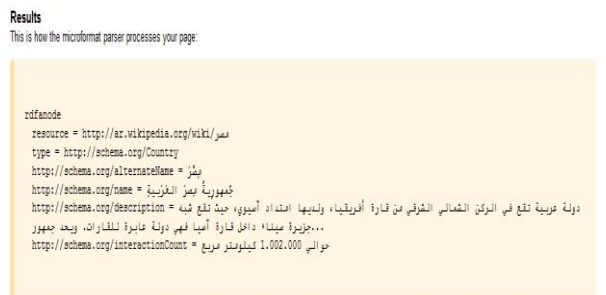 Results
This is how the microformat parser processes your page:
rdfanode
resource = http://ar.wikipedia.org/wiki/مصر
type = http://schema.org/Country
http://schema.org/alternateName = مِصْرَ
http://schema.org/name = جُمهوريةُ مِصرَ العَرَبيةِ
http://schema.org/description = دولة عربية تقع في الركن الشمالي الشرقي من قارة أفريقيا، ولديها امتداد آسيوي، حيث تقع شبه
جزيرة سيناء داخل قارة آسيا فهي دولة عابرة للقارات. ويحد جمهور...
http://schema.org/interactionCount = حوالي 1.002.000 كيلومتر مربع